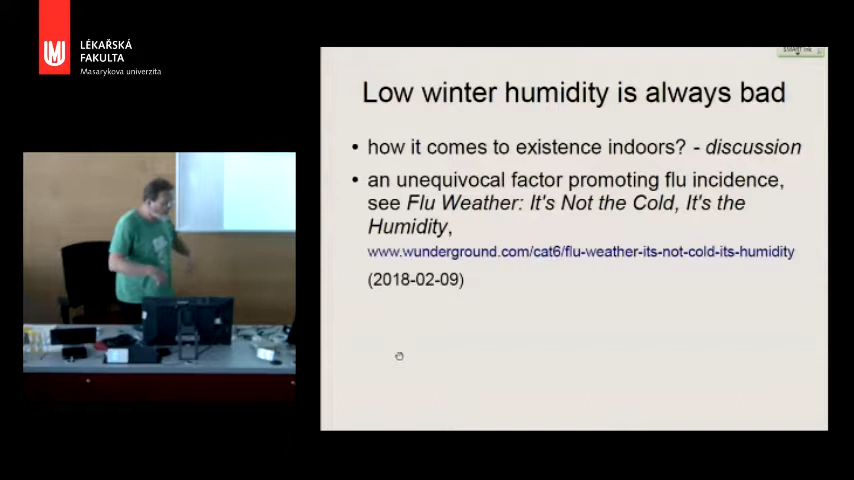 LÉKAŘSKÁ
FAKULTA
Masarykova univerzita
SMART Ink
Low winter humidity is always bad
• how it comes to existence indoors? - discussion
• an unequivocal factor promoting flu incidence,
see Flu Weather: It's Not the Cold, It's the
Humidity,
www.wunderground.com/cat6/flu-weather-its-not-cold-its-humidity
(2018-02-09)